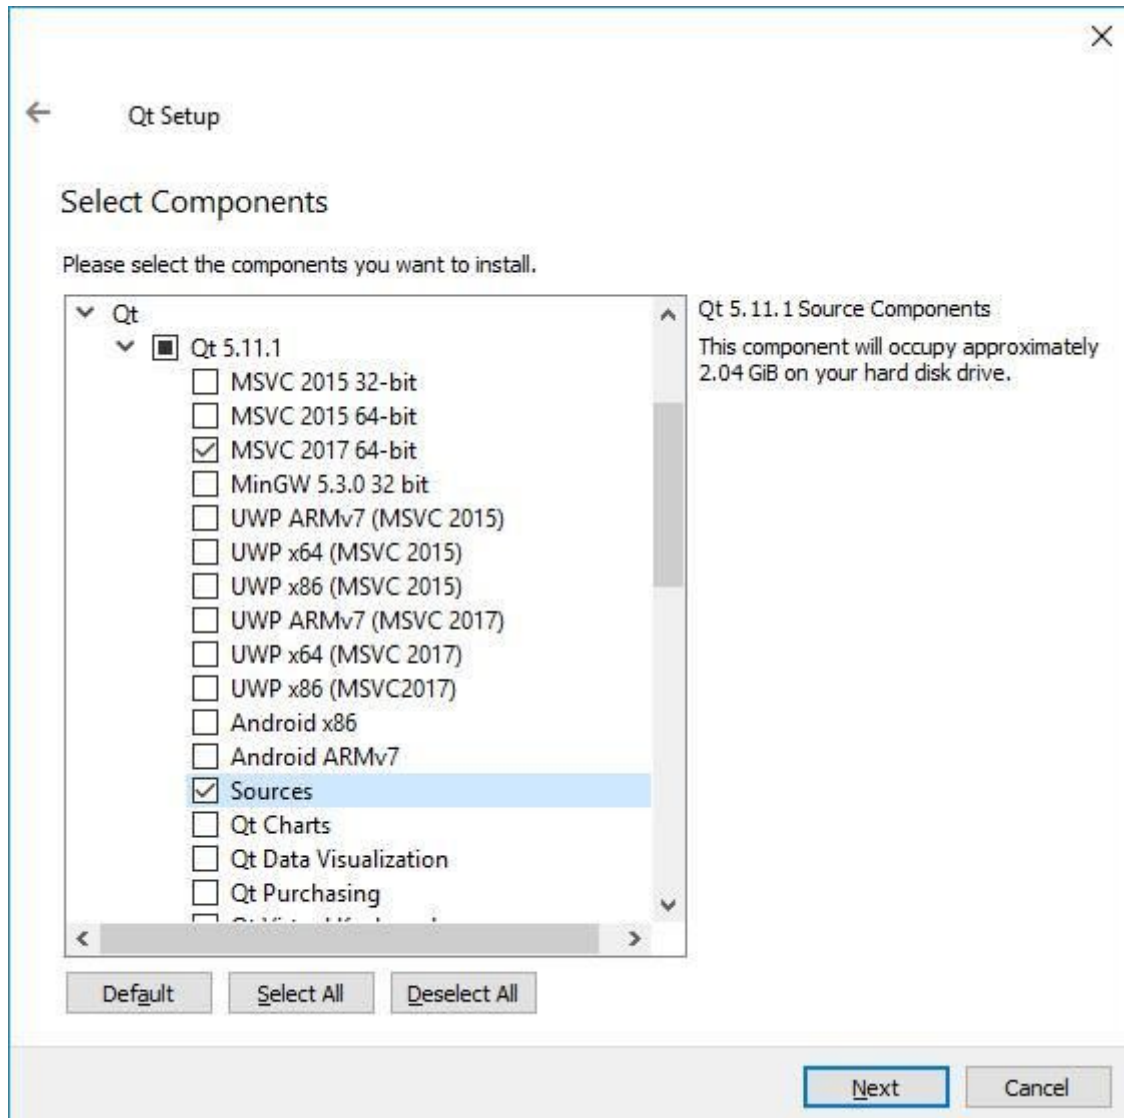 Qt Setup
Select Components
Please select the components you want to install.
Qt
Qt 5.11.1
MSVC 2015 32-bit
MSVC 2015 64-bit
MSVC 2017 64-bit
MinGW 5.3.0 32 bit
UWP ARMv7 (MSVC 2015)
UWP x64 (MSVC 2015)
UWP x86 (MSVC 2015)
UWP ARMv7 (MSVC 2017)
UWP x64 (MSVC 2017)
UWP x86 (MSVC2017)
Android x86
Android ARMv7
Sources
Qt Charts
Qt Data Visualization
Qt Purchasing
Qt 5.11.1 Source Components
This component will occupy approximately
2.04 GiB on your hard disk drive.
Default
Select All
Deselect All
Next
Cancel